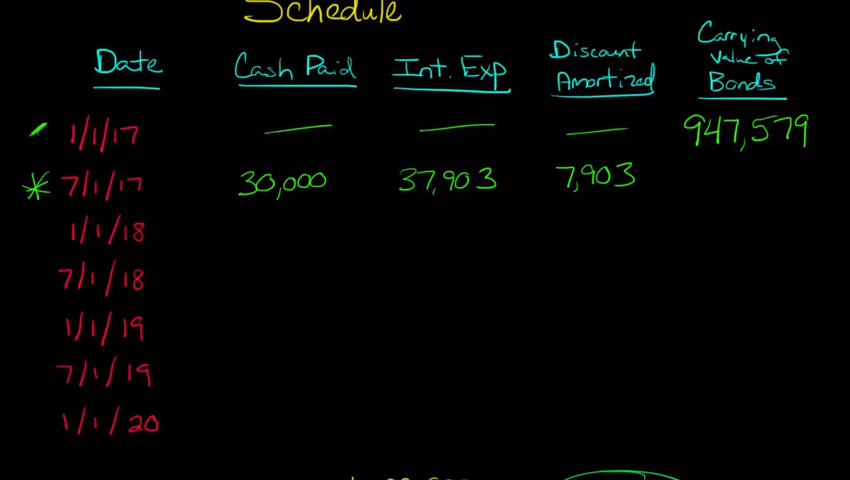 Schedule
Date Cash Paid Int. Exp Discount Amortized Carrying Value of Bonds
1/1/17 — — — 947,579
* 7/1/17 30,000 37,903 7,903
1/1/18
7/1/18
1/1/19
7/1/19
1/1/20